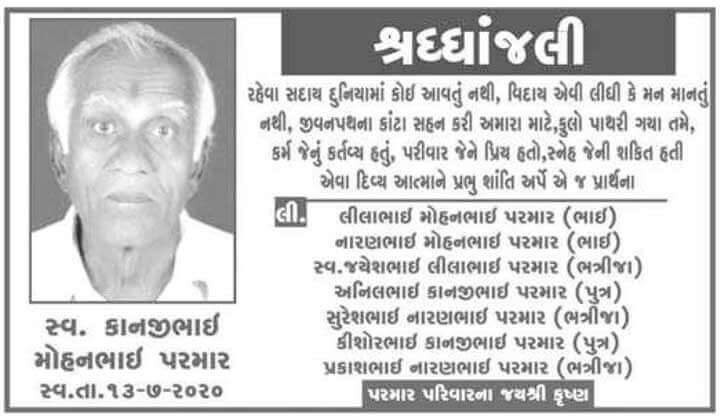 શ્રધ્ધાંજલી
રહેવા સદાય દુનિયામાં કોઈ આવતું નથી, વિદાય એવી લીધી કે મન માનતું
નથી, જીવનપથના કાંટા સહન કરી અમારા માટે,ફુલો પાથરી ગયા તમે,
કર્મ જેનું કર્તવ્ય હતું, પરીવાર જેને પ્રિય હતો,સ્નેહ જેની શકિત હતી
એવા દિવ્ય આત્માને પ્રભુ શાંતિ અર્પે એ જ પ્રાર્થના
લી. લીલાભાઈ મોહનભાઈ પરમાર (ભાઈ)
નારણભાઈ મોહનભાઈ પરમાર (ભાઈ)
સ્વ.જયેશભાઈ લીલાભાઈ પરમાર (ભત્રીજા)
અનિલભાઈ કાનજીભાઈ પરમાર (પુત્ર)
સુરેશભાઈ નારણભાઈ પરમાર (ભત્રીજા)
કીશોરભાઈ કાનજીભાઈ પરમાર (પુત્ર)
પ્રકાશભાઈ નારણભાઈ પરમાર (ભત્રીજા)
પરમાર પરિવારના જયશ્રી કૃષ્ણ
સ્વ. કાનજીભાઈ
મોહનભાઈ પરમાર
સ્વ.તા.૧૩-૭-૨૦૨૦